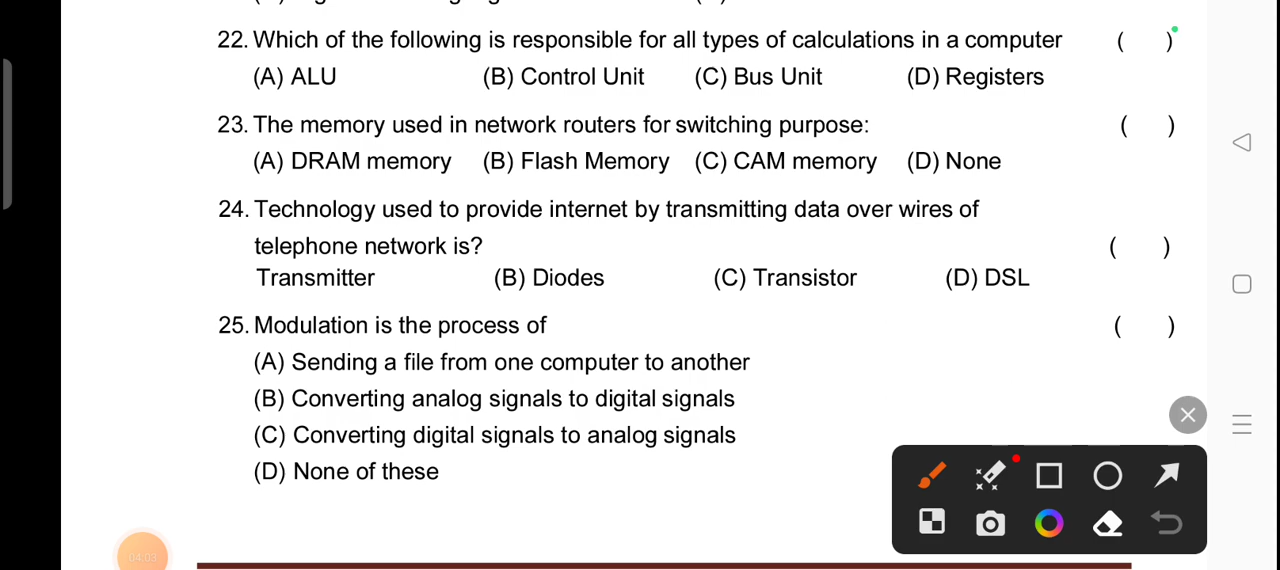 22. Which of the following is responsible for all types of calculations in a computer ( )
(A) ALU (B) Control Unit (C) Bus Unit (D) Registers
23. The memory used in network routers for switching purpose: ( )
(A) DRAM memory (B) Flash Memory (C) CAM memory (D) None
24. Technology used to provide internet by transmitting data over wires of
telephone network is? ( )
Transmitter (B) Diodes (C) Transistor (D) DSL
25. Modulation is the process of ( )
(A) Sending a file from one computer to another
(B) Converting analog signals to digital signals
(C) Converting digital signals to analog signals
(D) None of these
04:03